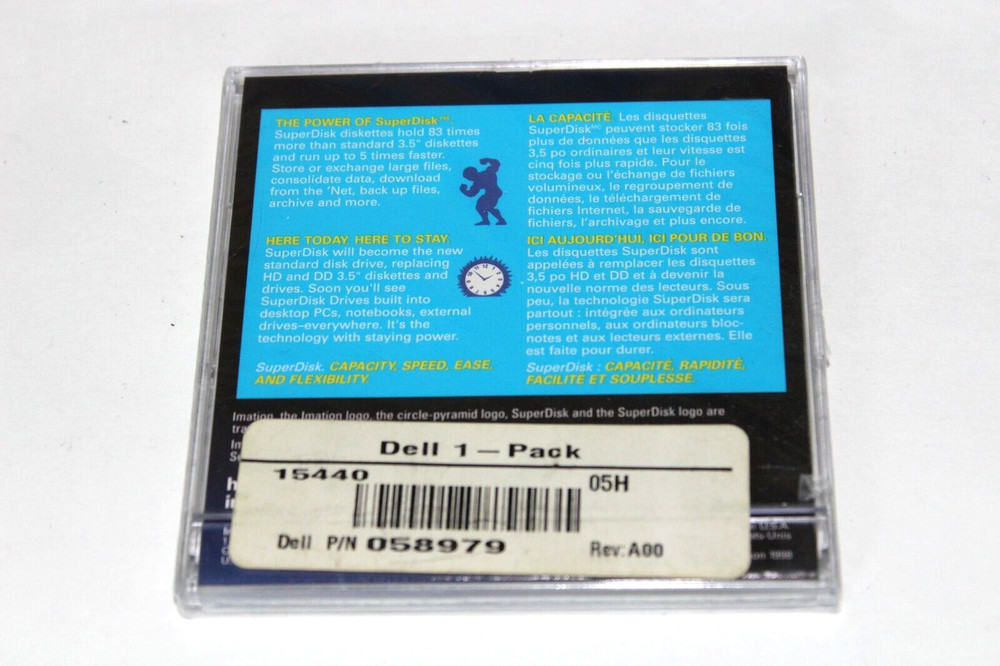 THE POWER OF SuperDisk™.
SuperDisk diskettes hold 83 times
more than standard 3.5" diskettes
and run up to 5 times faster.
Store or exchange large files,
consolidate data, download
from the 'Net, back up files,
archive and more.
HERE TODAY, HERE TO STAY.
SuperDisk will become the new
standard disk drive, replacing
HD and DD 3.5" diskettes and
drives. Soon you'll see
SuperDisk Drives built into
desktop PCs, notebooks, external
drives–everywhere. It's the
technology with staying power.
SuperDisk. CAPACITY, SPEED, EASE,
AND FLEXIBILITY.
LA CAPACITÉ. Les disquettes
SuperDiskMC peuvent stocker 83 fois
plus de données que les disquettes
3,5 po ordinaires et leur vitesse est
cinq fois plus rapide. Pour le
stockage ou l'échange de fichiers
volumineux, le regroupement de
données, le téléchargement de
fichiers Internet, la sauvegarde de
fichiers, l'archivage et plus encore.
ICI AUJOURD'HUI, ICI POUR DE BON.
Les disquettes SuperDisk sont
appelées à remplacer les disquettes
3,5 po HD et DD et à devenir la
nouvelle norme des lecteurs. Sous
peu, la technologie SuperDisk sera
partout : intégrée aux ordinateurs
personnels, aux ordinateurs bloc-
notes et aux lecteurs externes. Elle
est faite pour durer.
SuperDisk : CAPACITÉ, RAPIDITÉ,
FACILITÉ ET SOUPLESSE.
Imation, the Imation logo, the circle-pyramid logo, SuperDisk and the SuperDisk logo are
Dell 1–Pack
15440
05H
Dell P/N 058979
Rev: A00
USA
1998